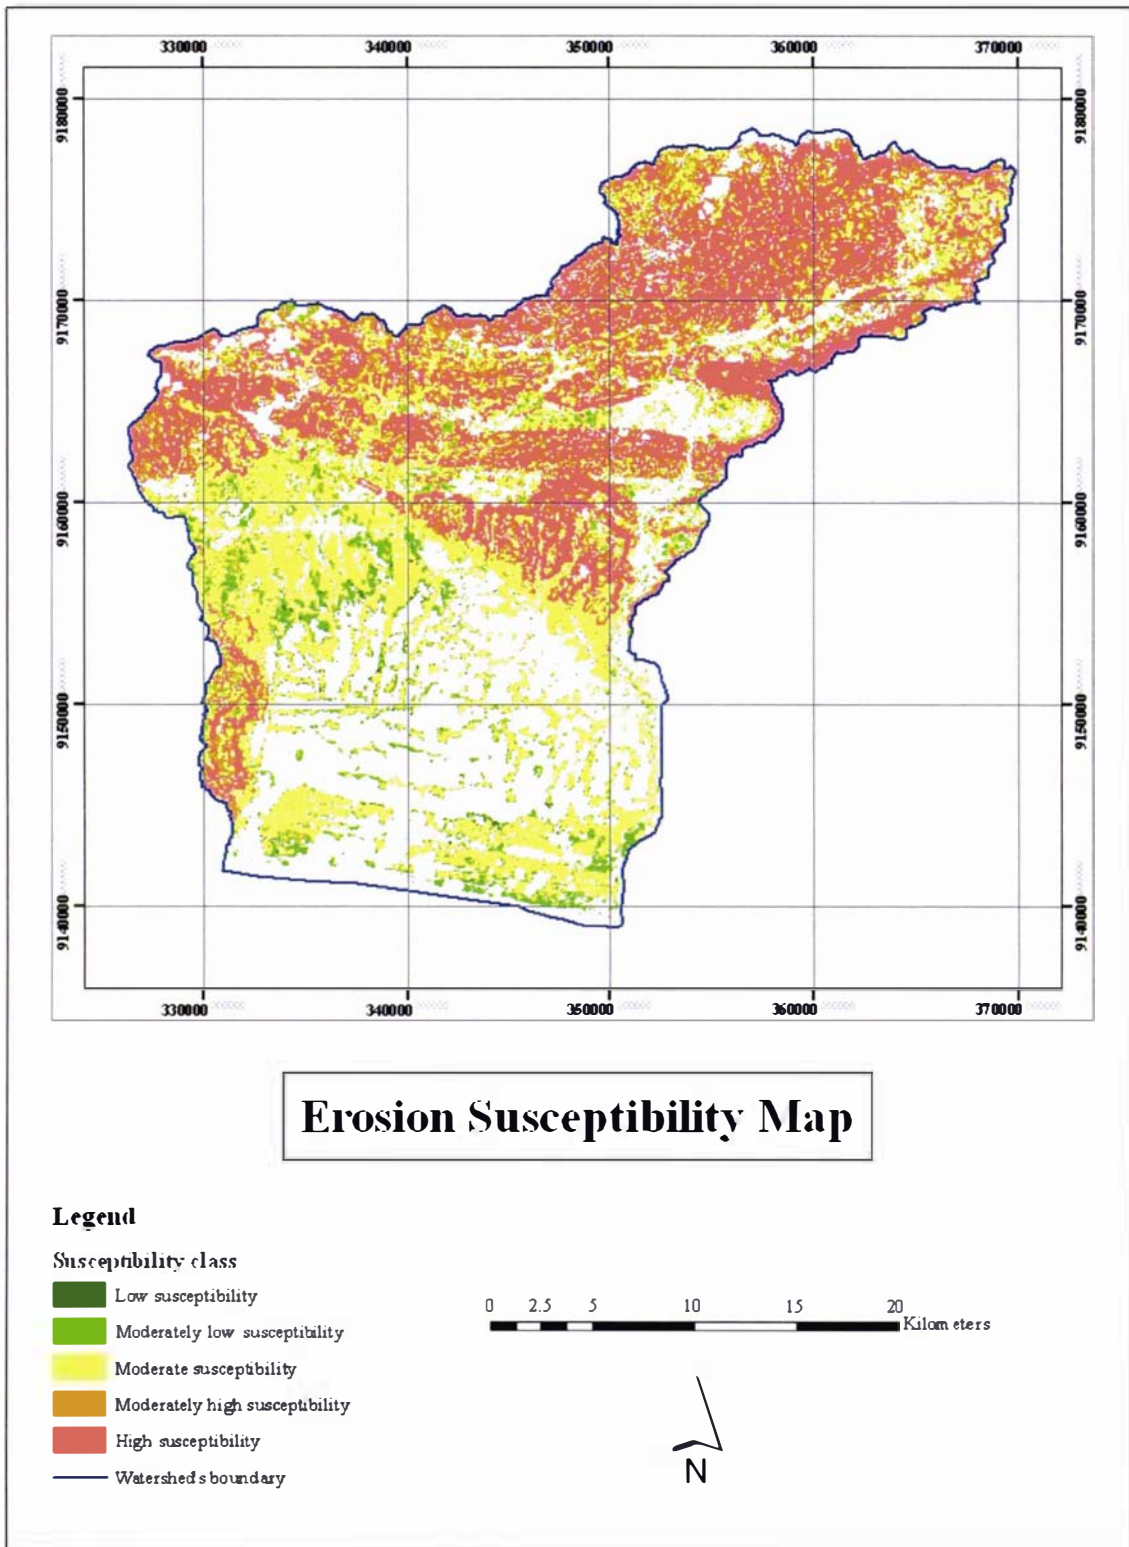 330000 340000 350000 360000 370000
9180000 9180000
9170000 9170000
9160000 9160000
9150000 9150000
9140000 9140000
330000 340000 350000 360000 370000
Erosion Susceptibility Map
Legend
Susceptibility class
Low susceptibility
Moderately low susceptibility
Moderate susceptibility
Moderately high susceptibility
High susceptibility
Watershed's boundary
0 2.5 5 10 15 20
Kilometers
N